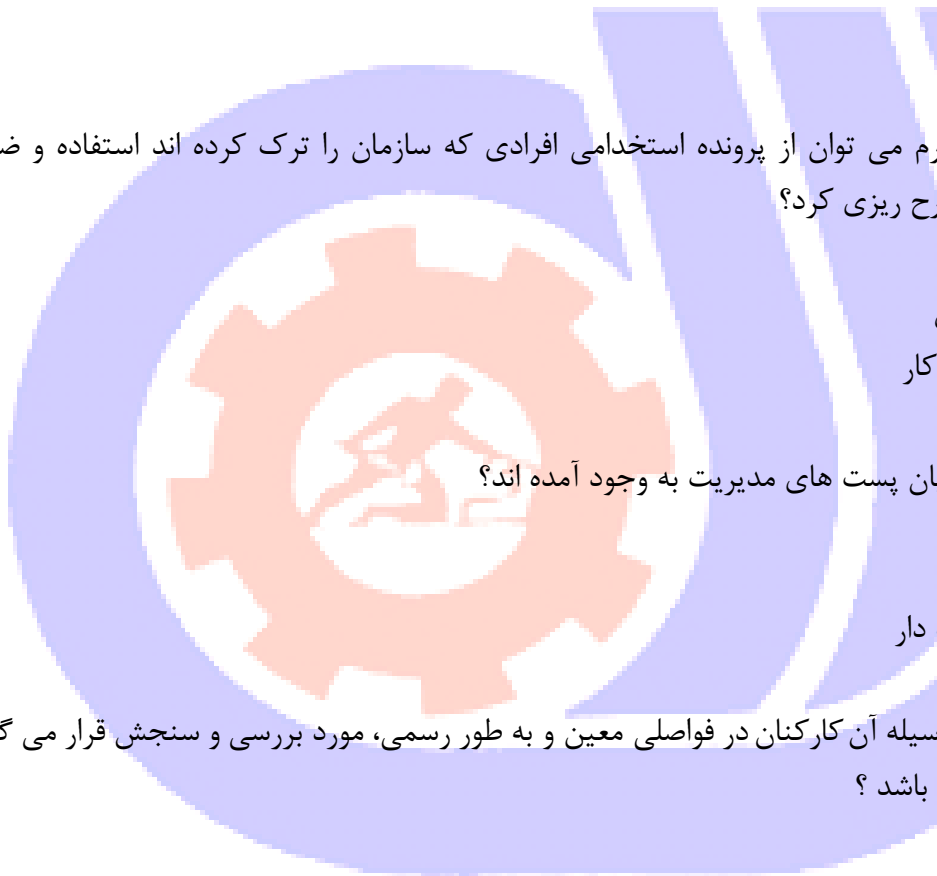 رم می توان از پرونده استخدامی افرادی که سازمان را ترک کرده اند استفاده و ض
رح ریزی کرد؟
کار
ان پست های مدیریت به وجود آمده اند؟
دار
سیله آن کارکنان در فواصلی معین و به طور رسمی، مورد بررسی و سنجش قرار می گ
باشد ؟